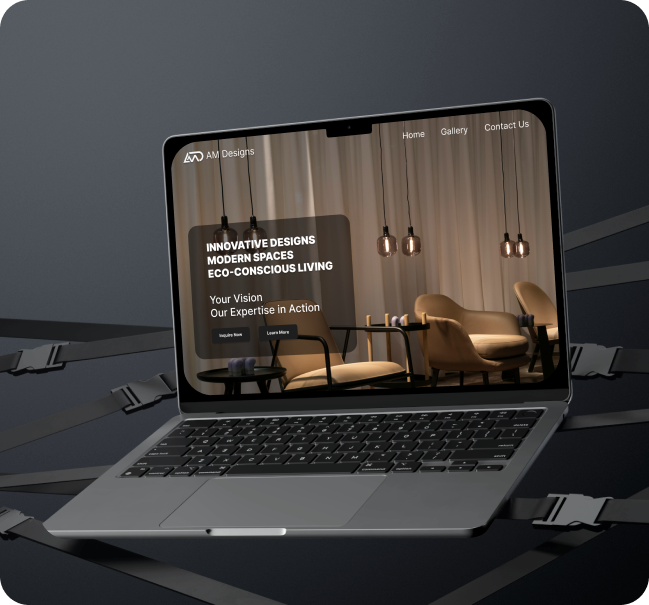 AM Designs
Home
Gallery
Contact Us
INNOVATIVE DESIGNS
MODERN SPACES
ECO-CONSCIOUS LIVING
Your Vision
Our Expertise in Action
Inquire Now
Learn More